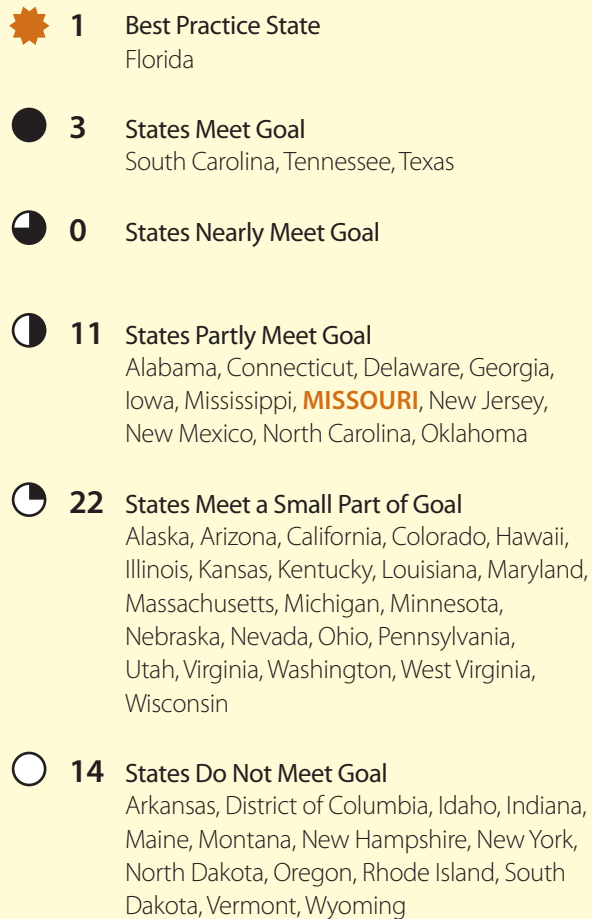 1 Best Practice State
Florida
3 States Meet Goal
South Carolina, Tennessee, Texas
0 States Nearly Meet Goal
11 States Partly Meet Goal
Alabama, Connecticut, Delaware, Georgia,
Iowa, Mississippi, MISSOURI, New Jersey,
New Mexico, North Carolina, Oklahoma
22 States Meet a Small Part of Goal
Alaska, Arizona, California, Colorado, Hawaii,
Illinois, Kansas, Kentucky, Louisiana, Maryland,
Massachusetts, Michigan, Minnesota,
Nebraska, Nevada, Ohio, Pennsylvania,
Utah, Virginia, Washington, West Virginia,
Wisconsin
14 States Do Not Meet Goal
Arkansas, District of Columbia, Idaho, Indiana,
Maine, Montana, New Hampshire, New York,
North Dakota, Oregon, Rhode Island, South
Dakota, Vermont, Wyoming